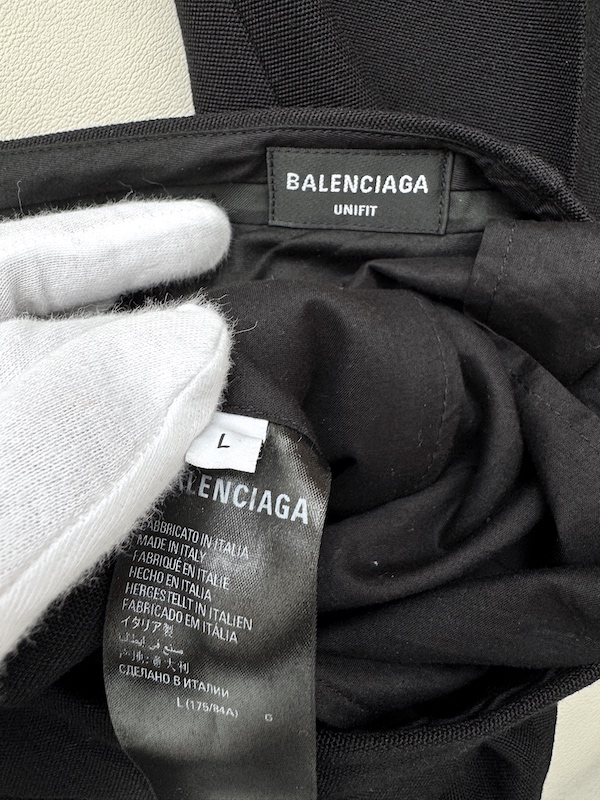 BALENCIAGA
UNIFIT
L
BALENCIAGA
FABBRICATO IN ITALIA
MADE IN ITALY
FABRIQUÉ EN ITALIE
HECHO EN ITALIA
HERGESTELLT IN ITALIEN
FABRICADO EM ITÁLIA
イタリア製
صنع في إيطاليا
产地：意大利
СДЕЛАНО В ИТАЛИИ
L (175/84A) G